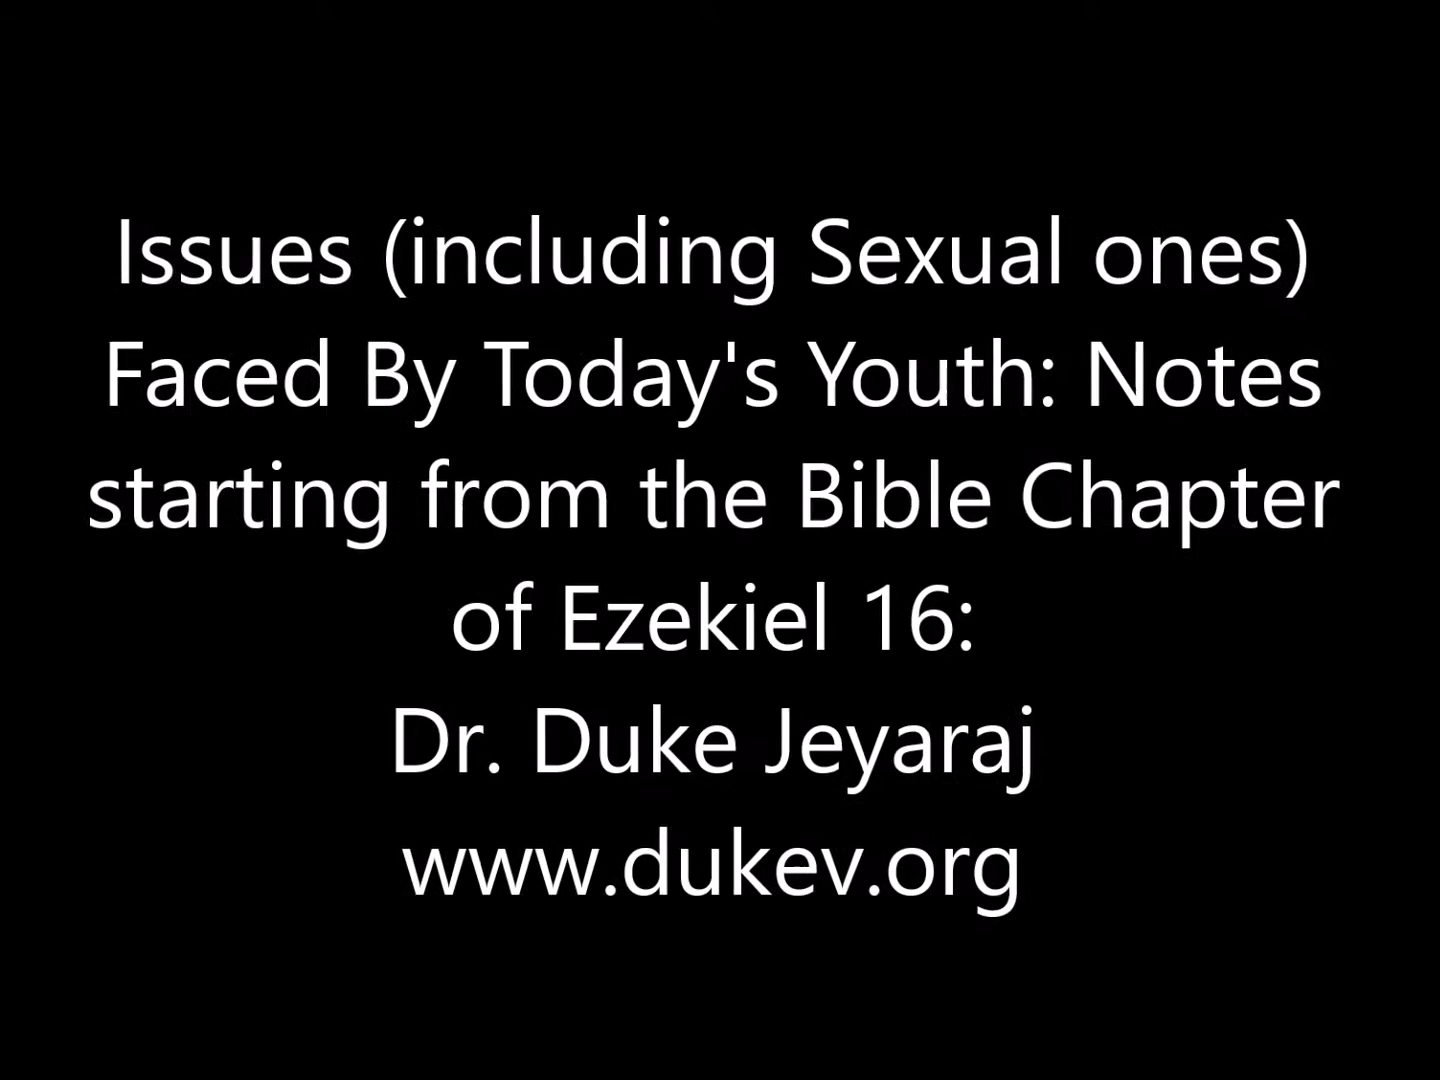 Issues (including Sexual ones)
Faced By Today's Youth: Notes
starting from the Bible Chapter
of Ezekiel 16:
Dr. Duke Jeyaraj
www.dukev.org